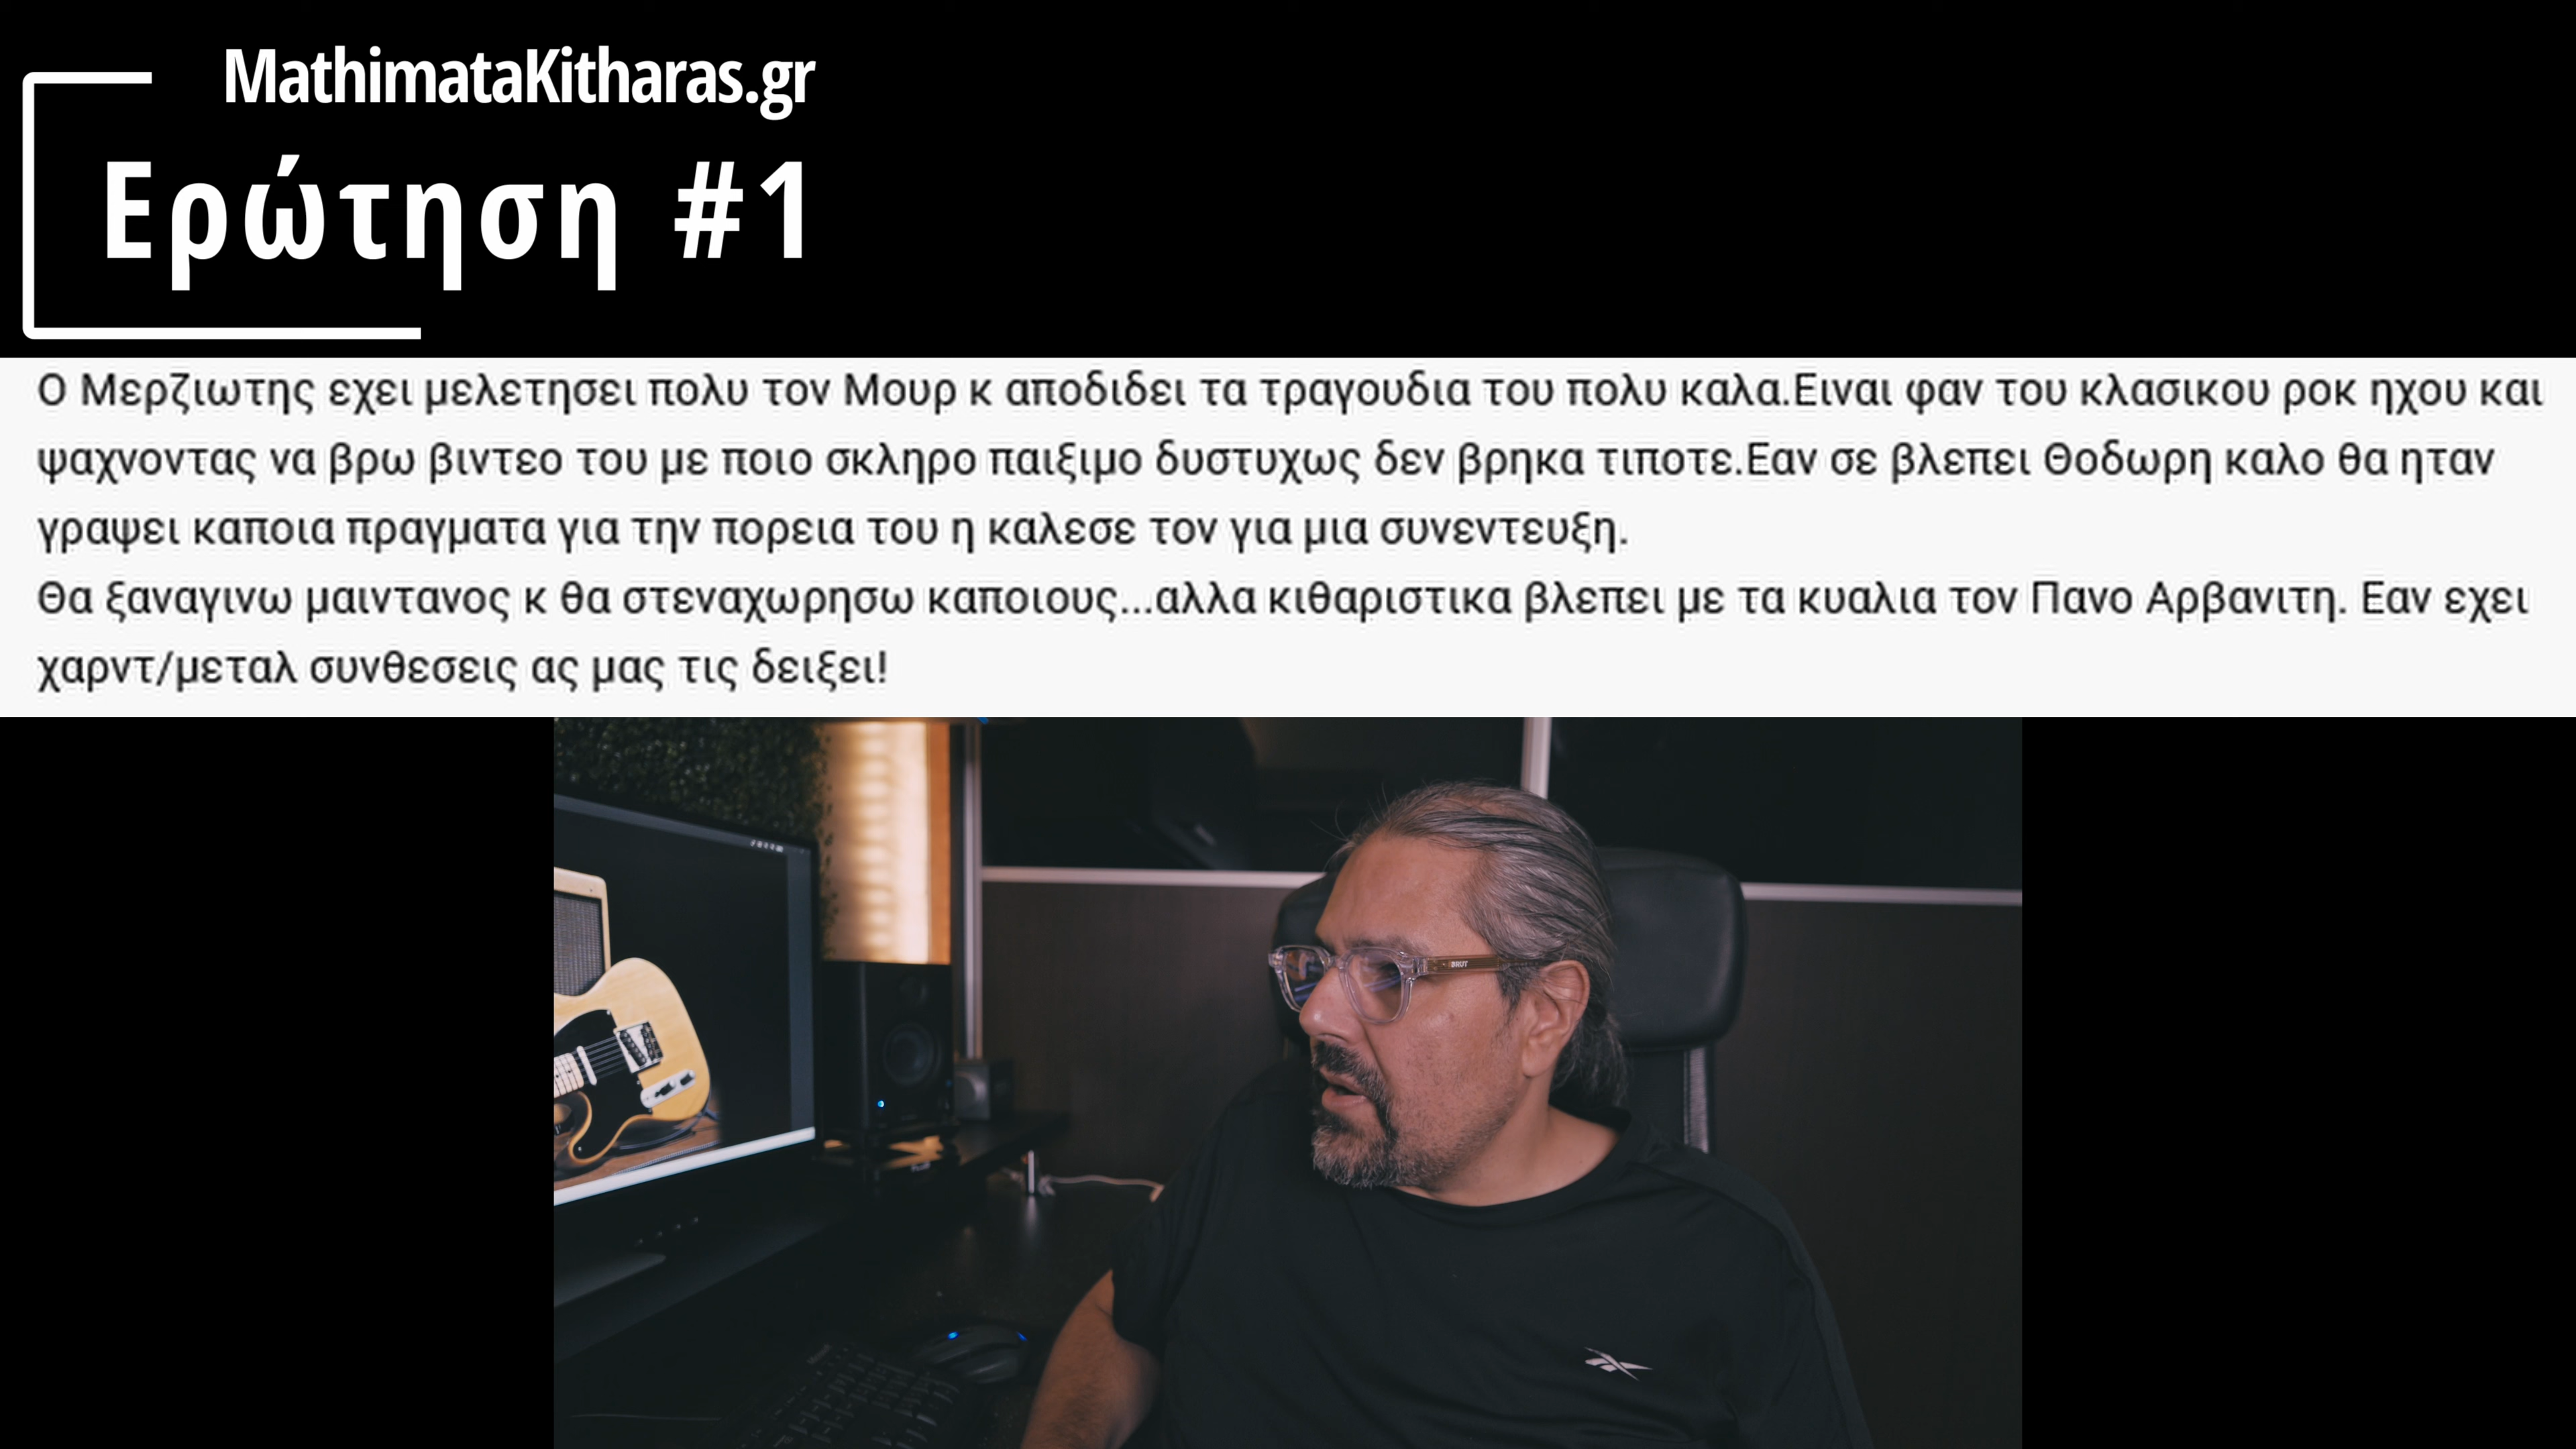 MathimataKitharas.gr
Ερώτηση #1
Ο Μερζιωτης εχει μελετησει πολυ τον Μουρ κ αποδιδει τα τραγουδια του πολυ καλα.Ειναι φαν του κλασικου ροκ ηχου και
ψαχνοντας να βρω βιντεο του με ποιο σκληρο παιξιμο δυστυχως δεν βρηκα τιποτε.Εαν σε βλεπει Θοδωρη καλο θα ηταν
γραψει καποια πραγματα για την πορεια του η καλεσε τον για μια συνεντευξη.
Θα ξαναγινω μαιντανος κ θα στεναχωρησω καποιους...αλλα κιθαριστικα βλεπει με τα κυαλια τον Πανο Αρβανιτη. Εαν εχει
χαρντ/μεταλ συνθεσεις ας μας τις δειξει!
BRUT